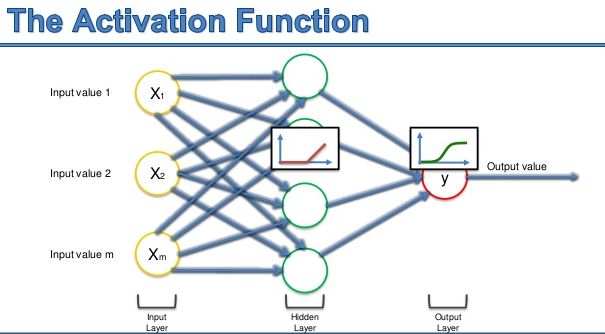 The Activation Function
Input value 1
X1
Input value 2
X2
Output value
y
Input value m
Xm
Input
Layer
Hidden
Layer
Output
Layer